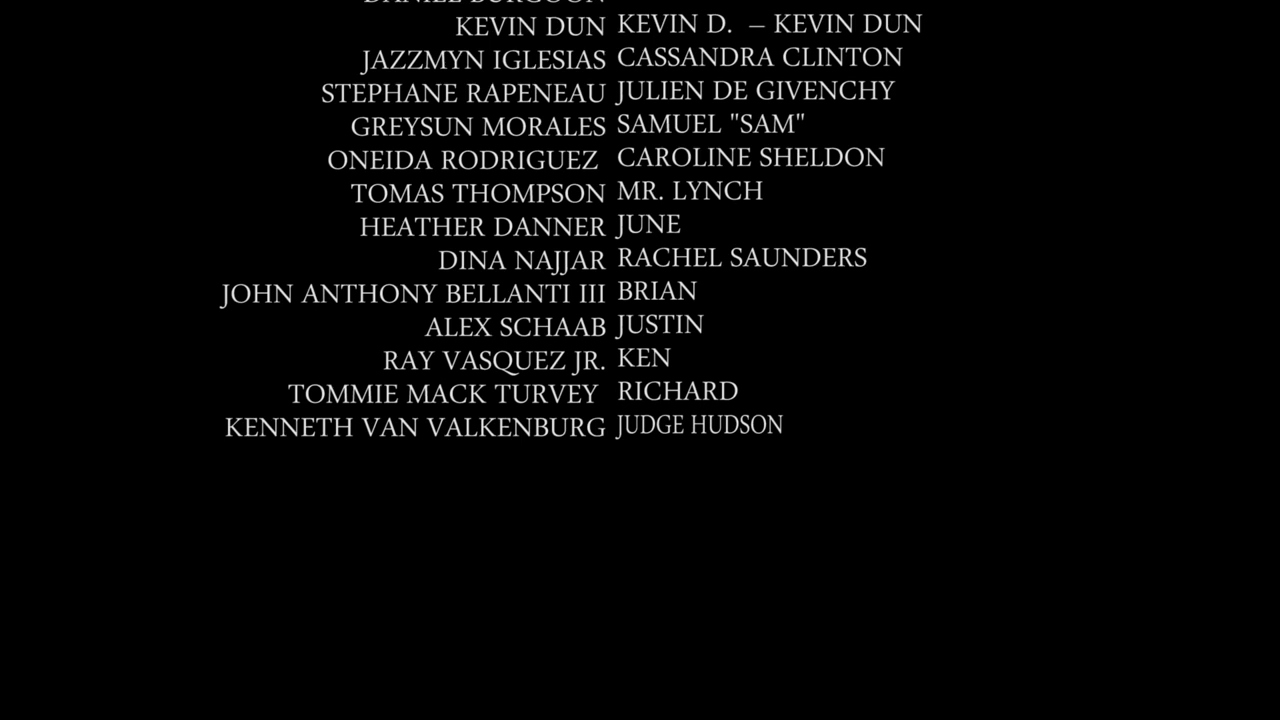 DANIEL BURGOON
KEVIN DUN KEVIN D. – KEVIN DUN
JAZZMYN IGLESIAS CASSANDRA CLINTON
STEPHANE RAPENEAU JULIEN DE GIVENCHY
GREYSUN MORALES SAMUEL "SAM"
ONEIDA RODRIGUEZ CAROLINE SHELDON
TOMAS THOMPSON MR. LYNCH
HEATHER DANNER JUNE
DINA NAJJAR RACHEL SAUNDERS
JOHN ANTHONY BELLANTI III BRIAN
ALEX SCHAAB JUSTIN
RAY VASQUEZ JR. KEN
TOMMIE MACK TURVEY RICHARD
KENNETH VAN VALKENBURG JUDGE HUDSON